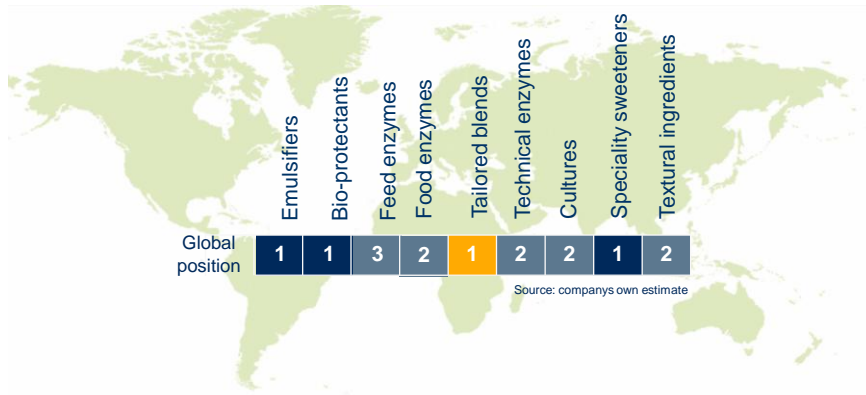 Emulsifiers
Bio-protectants
Feed enzymes
Food enzymes
Tailored blends
Technical enzymes
Cultures
Speciality sweeteners
Textural ingredients
Global
position
1 1 3 2 1 2 2 1 2
Source: companys own estimate